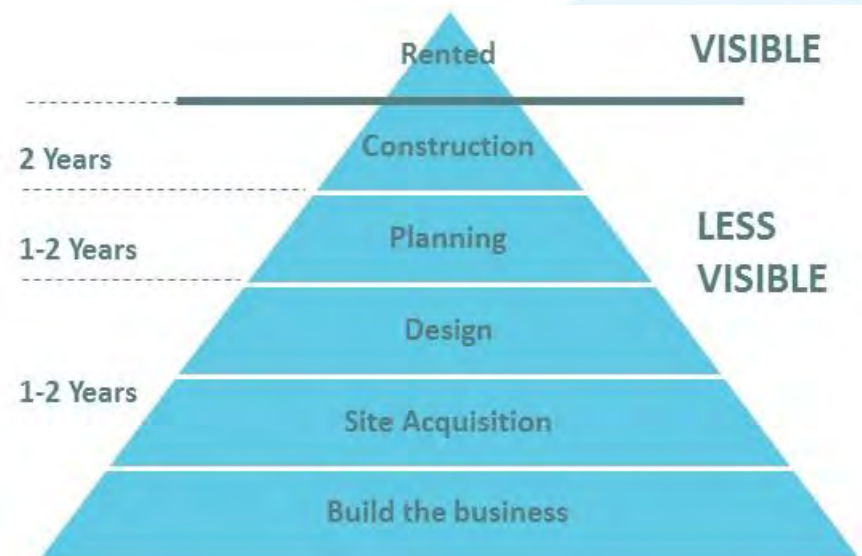 Rented
VISIBLE
2 Years
Construction
1-2 Years
Planning
LESS
VISIBLE
Design
1-2 Years
Site Acquisition
Build the business